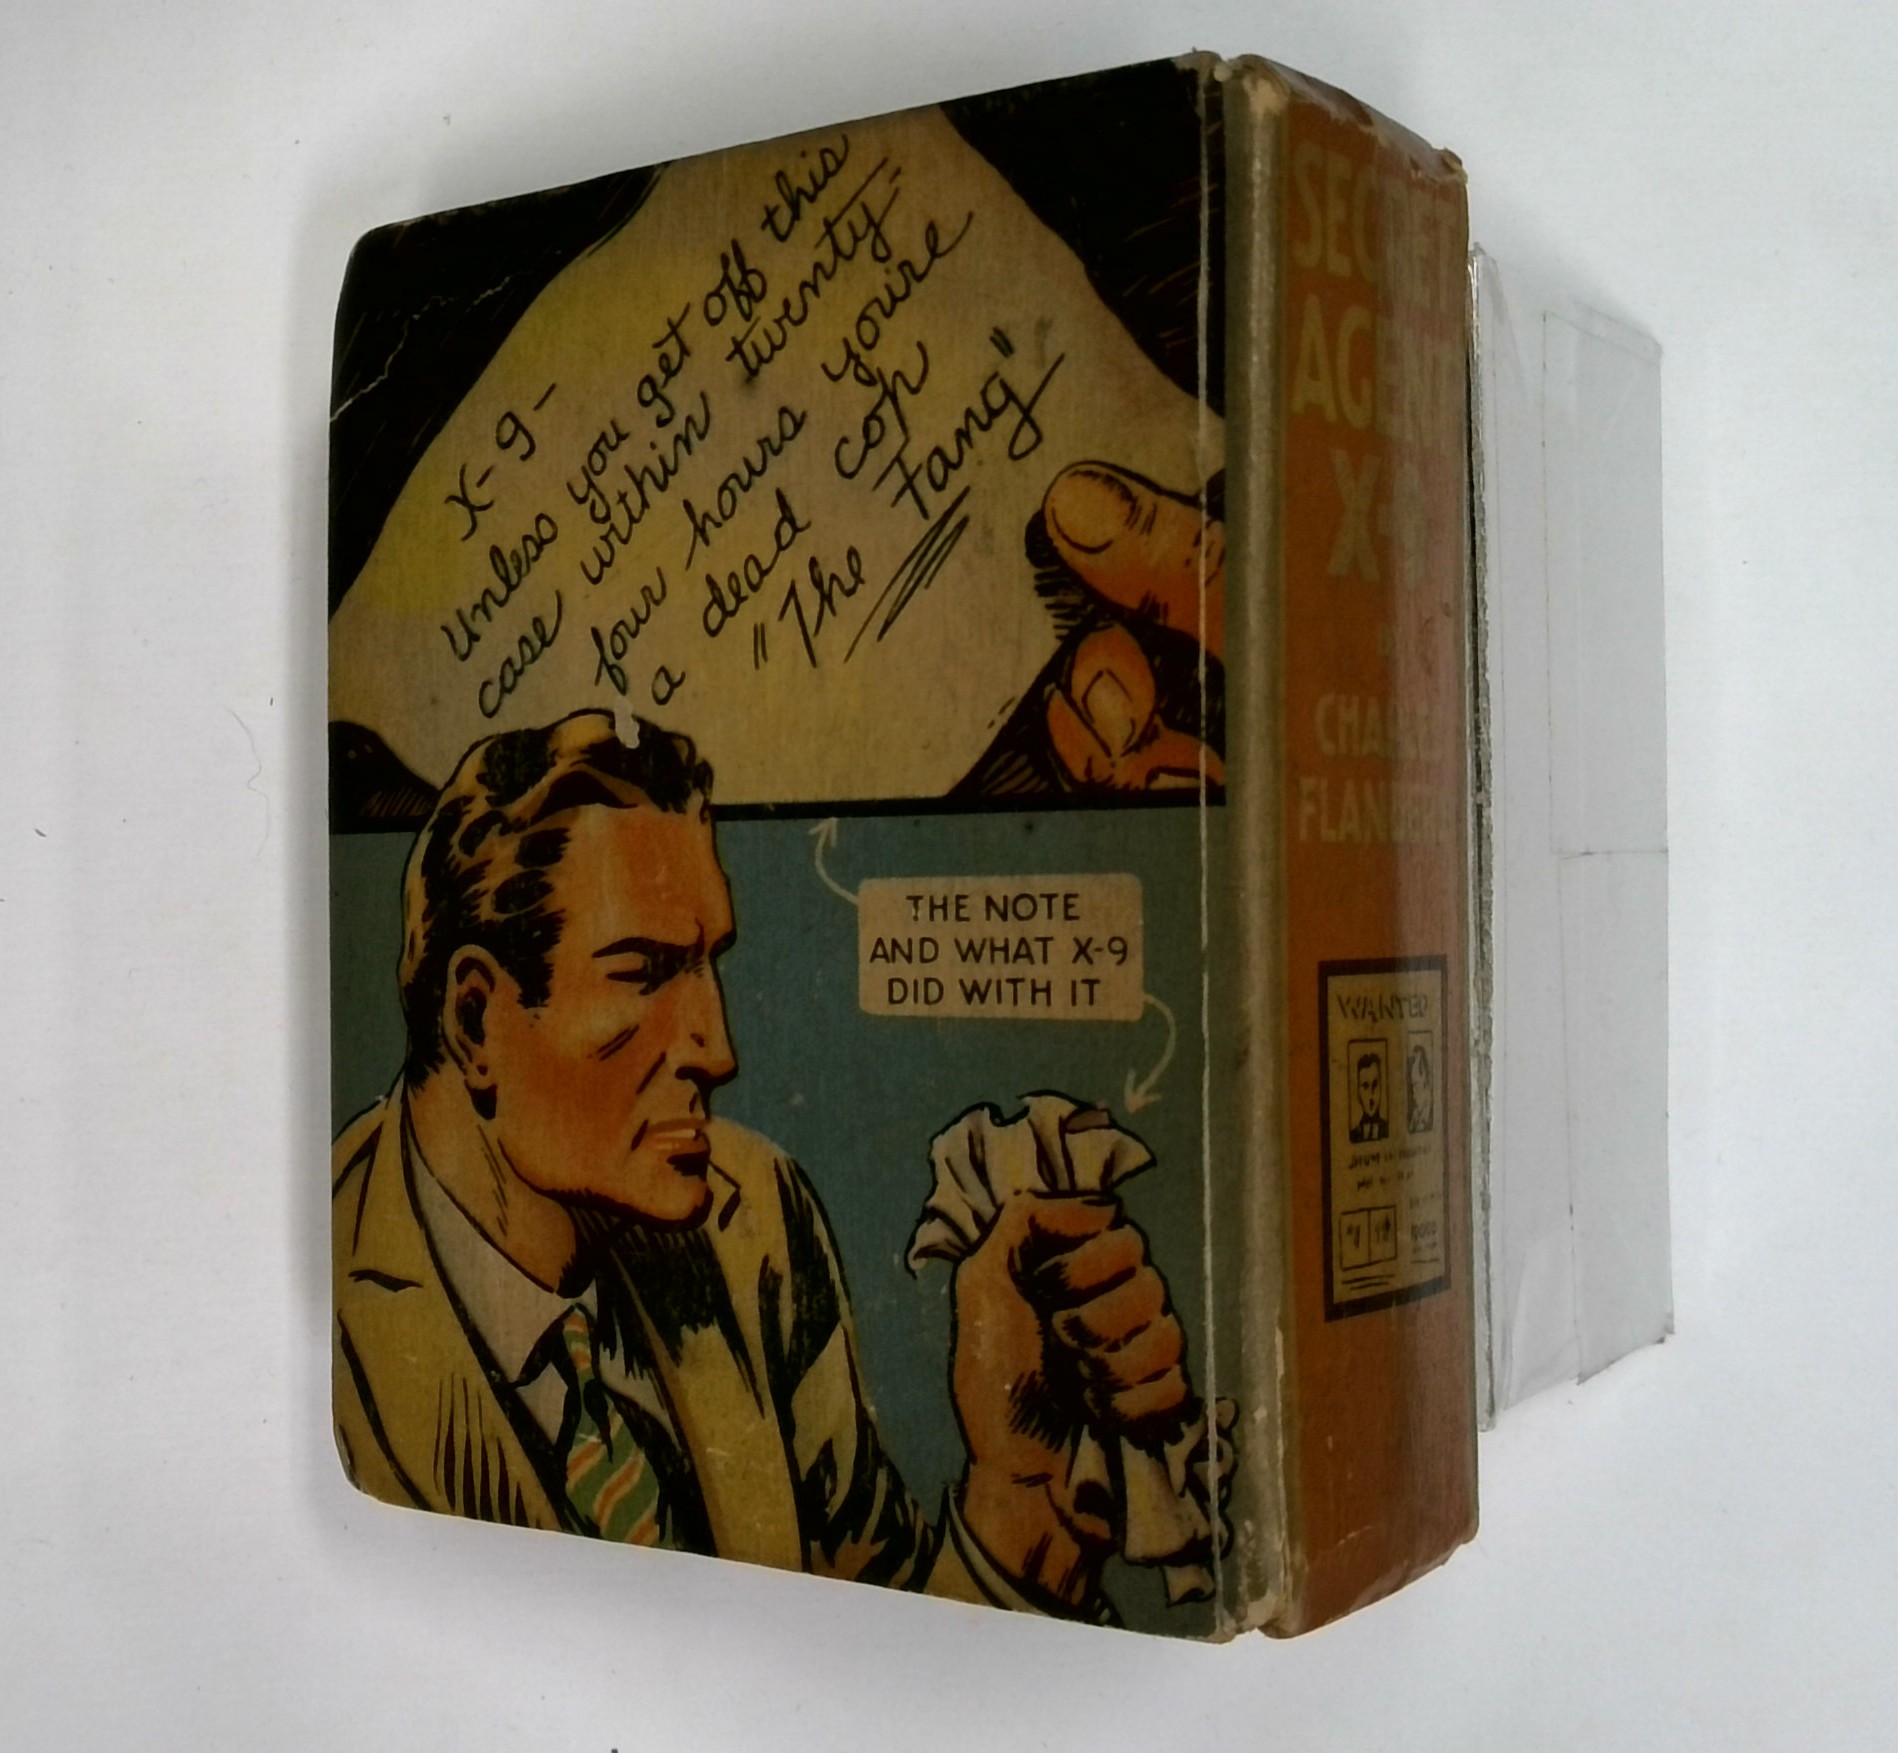 X-9-
Unless you get off this
case within twenty-
four hours you're
a dead cop
"The Fang"
THE NOTE
AND WHAT X-9
DID WITH IT
SECRET
AGENT
X-9
CHARLES
FLANDERS
WANTED